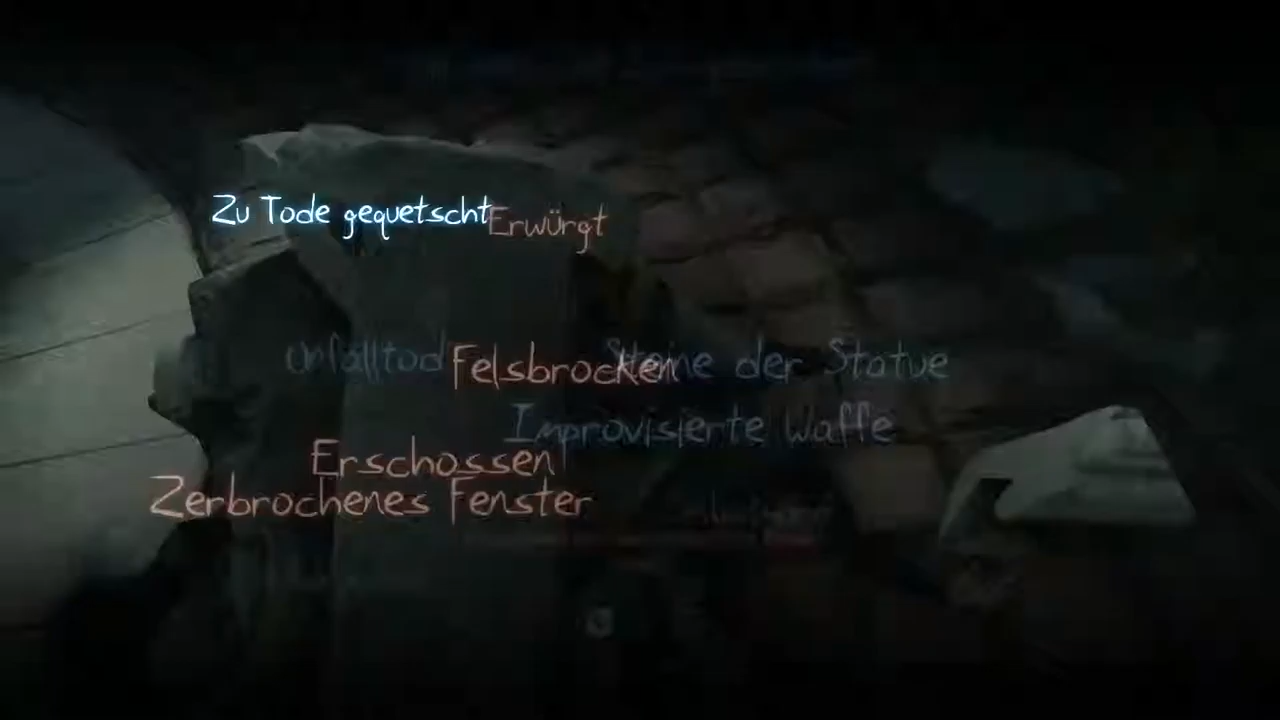 Zu Tode gequetscht
Erwürgt
Unfalltod
Felsbrocken
Steine der Statue
Improvisierte Waffe
Erschossen
Zerbrochenes Fenster